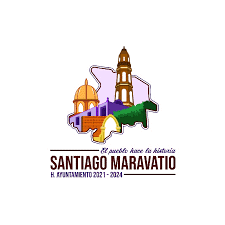 El pueblo hace la historia
SANTIAGO MARAVATIO
H. AYUNTAMIENTO 2021 - 2024